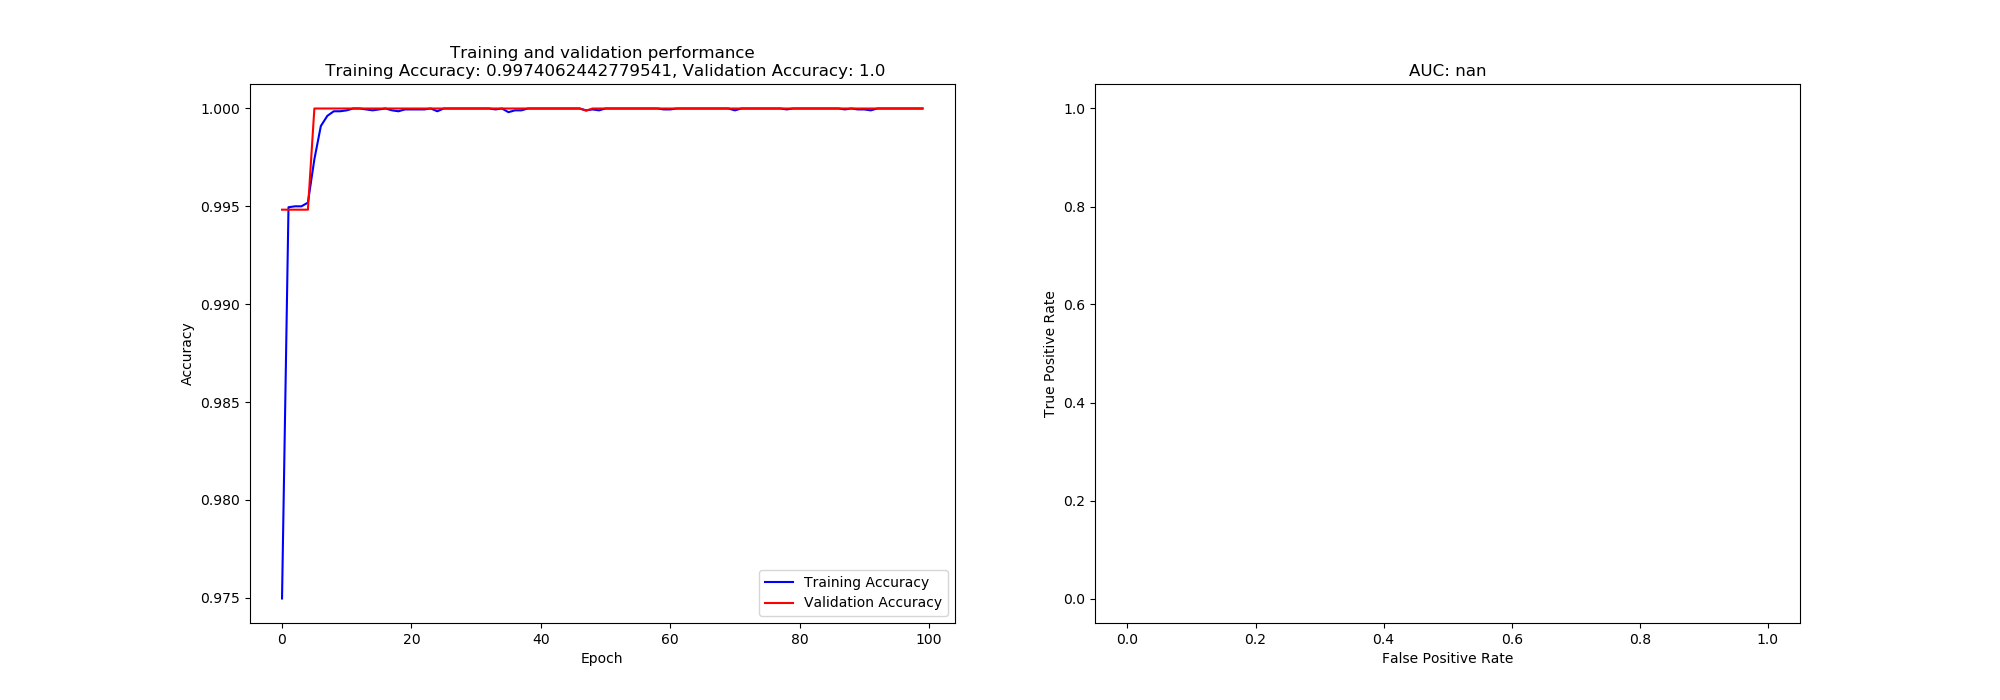 Training and validation performance
Training Accuracy: 0.9974062442779541, Validation Accuracy: 1.0
1.000
0.995
0.990
0.985
0.980
0.975
Accuracy
0
20
40
60
80
100
Epoch
Training Accuracy
Validation Accuracy
AUC: nan
1.0
0.8
0.6
0.4
0.2
0.0
True Positive Rate
0.0
0.2
0.4
0.6
0.8
1.0
False Positive Rate